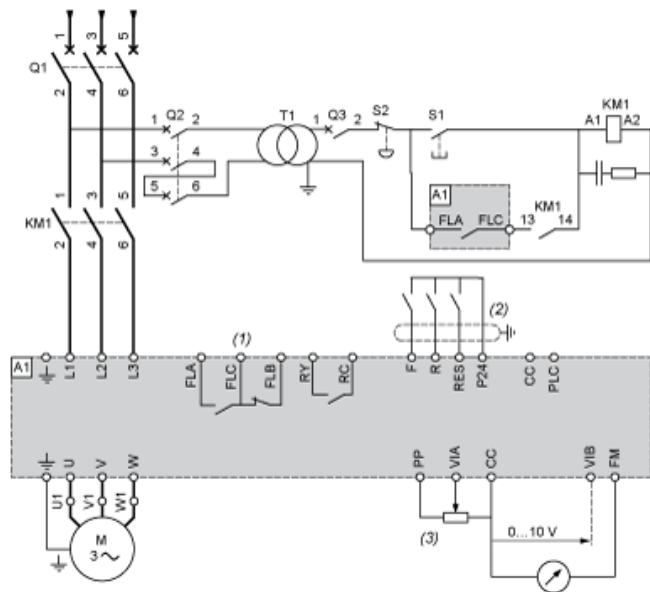 1 3 5
Q1
2 4 6
Q2 T1 Q3 S2 S1 KM1
1 2 1 2 A1 A2
3 4
5 6
A1
FLA FLC
KM1
13 14
1 3 5
KM1
2 4 6
(1) (2)
A1
L1 L2 L3 FLA FLC FLB RY RC F R RES P24 CC PLC
U V W PP VIA CC VIB FM
U1 V1 W1
(3)
0...10 V
M
3